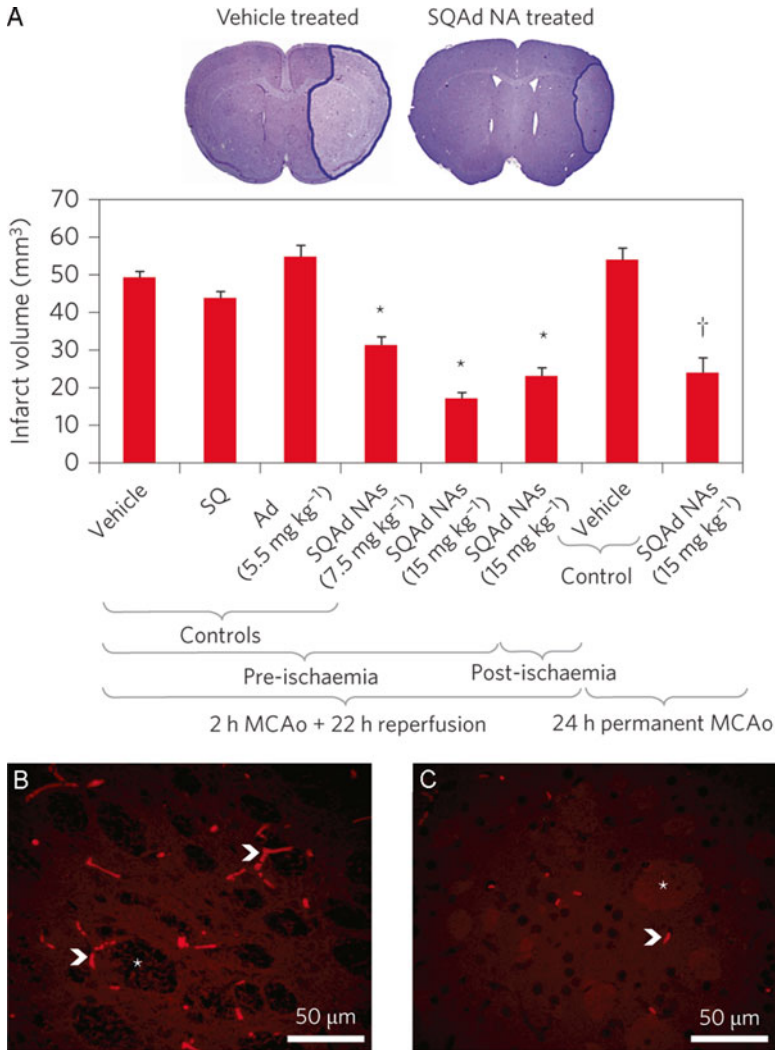 A
Vehicle treated
SQAd NA treated
Infarct volume (mm³)
70
60
50
40
30
20
10
0
*
*
*
†
Vehicle
SQ
Ad
(5.5 mg kg⁻¹)
SQAd NAs
(7.5 mg kg⁻¹)
SQAd NAs
(15 mg kg⁻¹)
SQAd NAs
(15 mg kg⁻¹)
Vehicle
SQAd NAs
(15 mg kg⁻¹)
Control
Controls
Pre-ischaemia
Post-ischaemia
2 h MCAo + 22 h reperfusion
24 h permanent MCAo
B
*
50 µm
C
*
50 µm